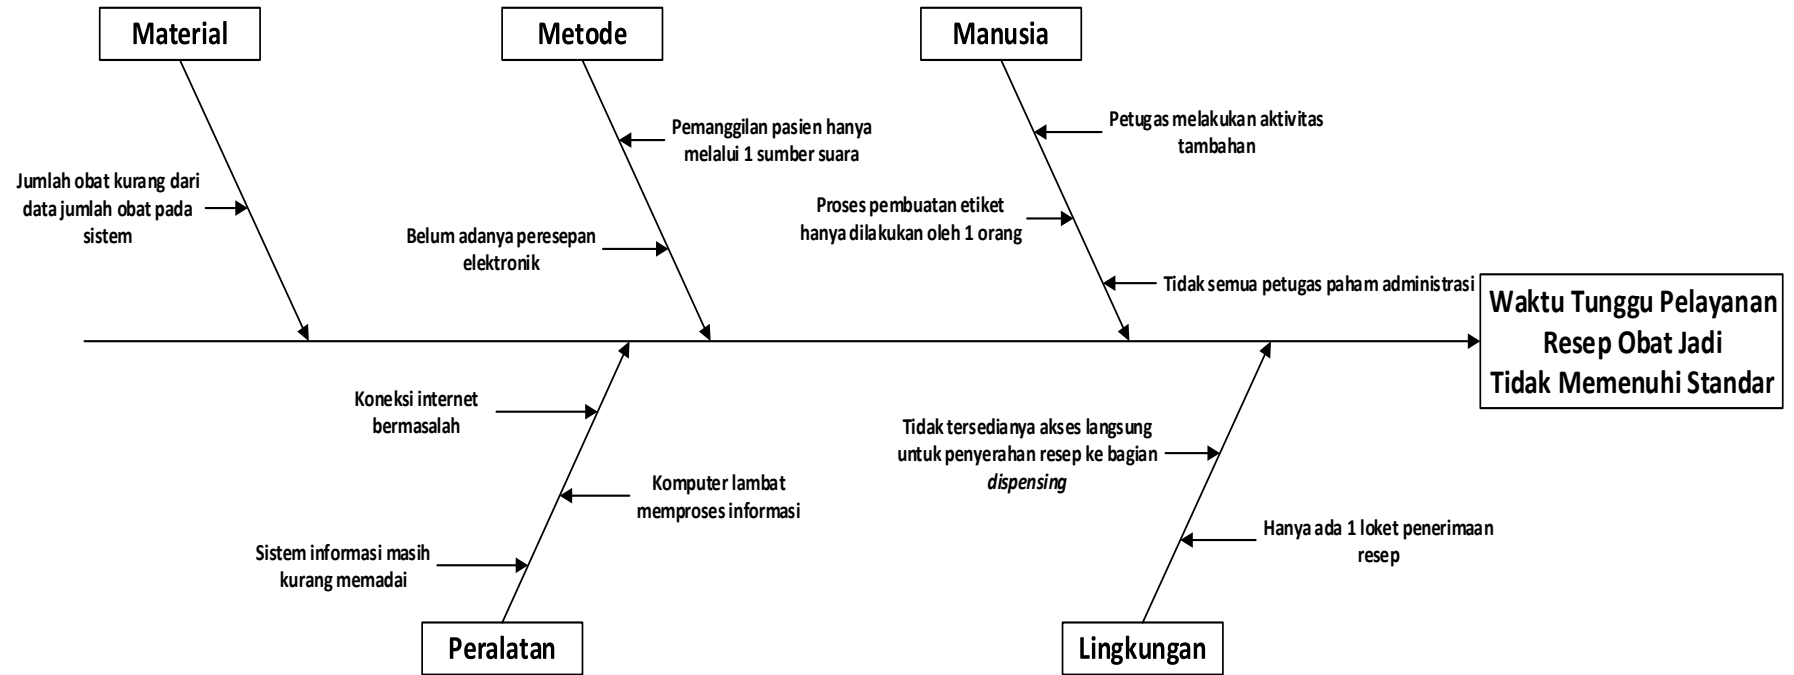 Material
Metode
Manusia
Jumlah obat kurang dari
data jumlah obat pada
sistem
Pemanggilan pasien hanya
melalui 1 sumber suara
Belum adanya peresepan
elektronik
Petugas melakukan aktivitas
tambahan
Proses pembuatan etiket
hanya dilakukan oleh 1 orang
Tidak semua petugas paham administrasi
Waktu Tunggu Pelayanan
Resep Obat Jadi
Tidak Memenuhi Standar
Koneksi internet
bermasalah
Komputer lambat
memproses informasi
Sistem informasi masih
kurang memadai
Tidak tersedianya akses langsung
untuk penyerahan resep ke bagian
dispensing
Hanya ada 1 loket penerimaan
resep
Peralatan
Lingkungan